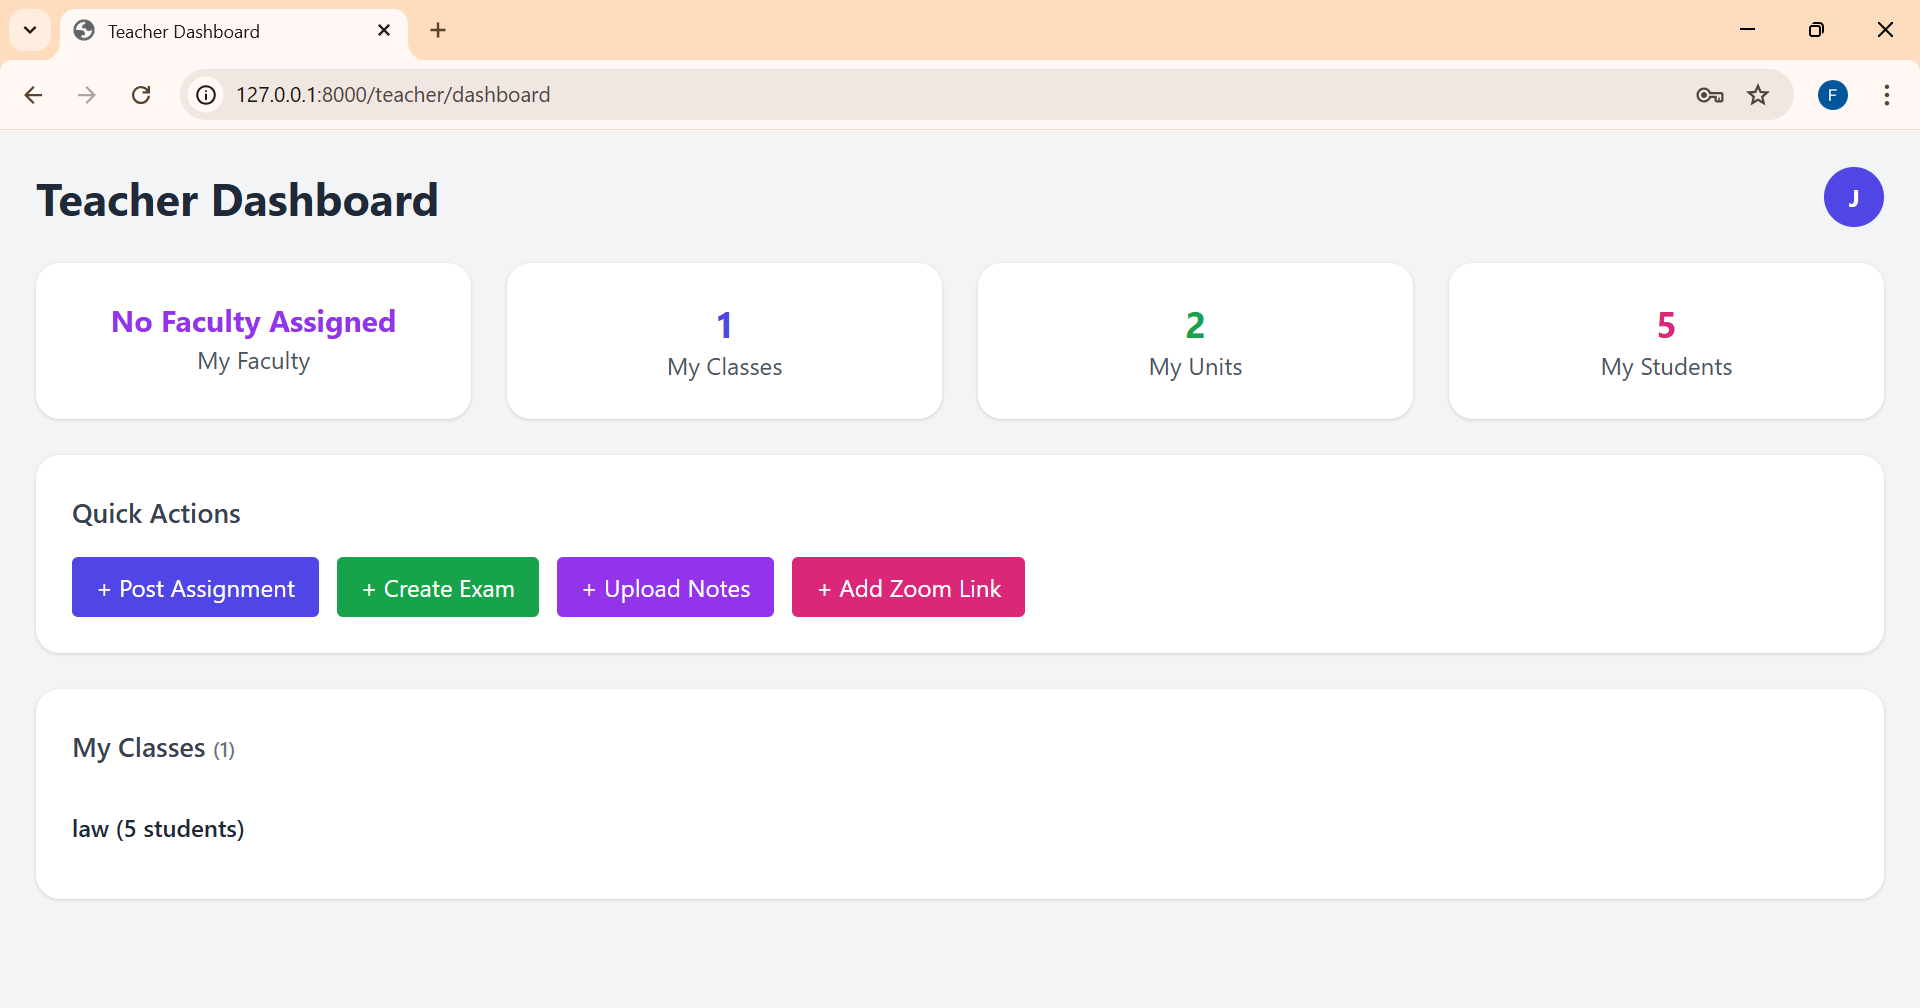 Teacher Dashboard
127.0.0.1:8000/teacher/dashboard
F
Teacher Dashboard
J
No Faculty Assigned
My Faculty
1
My Classes
2
My Units
5
My Students
Quick Actions
+ Post Assignment
+ Create Exam
+ Upload Notes
+ Add Zoom Link
My Classes (1)
law (5 students)